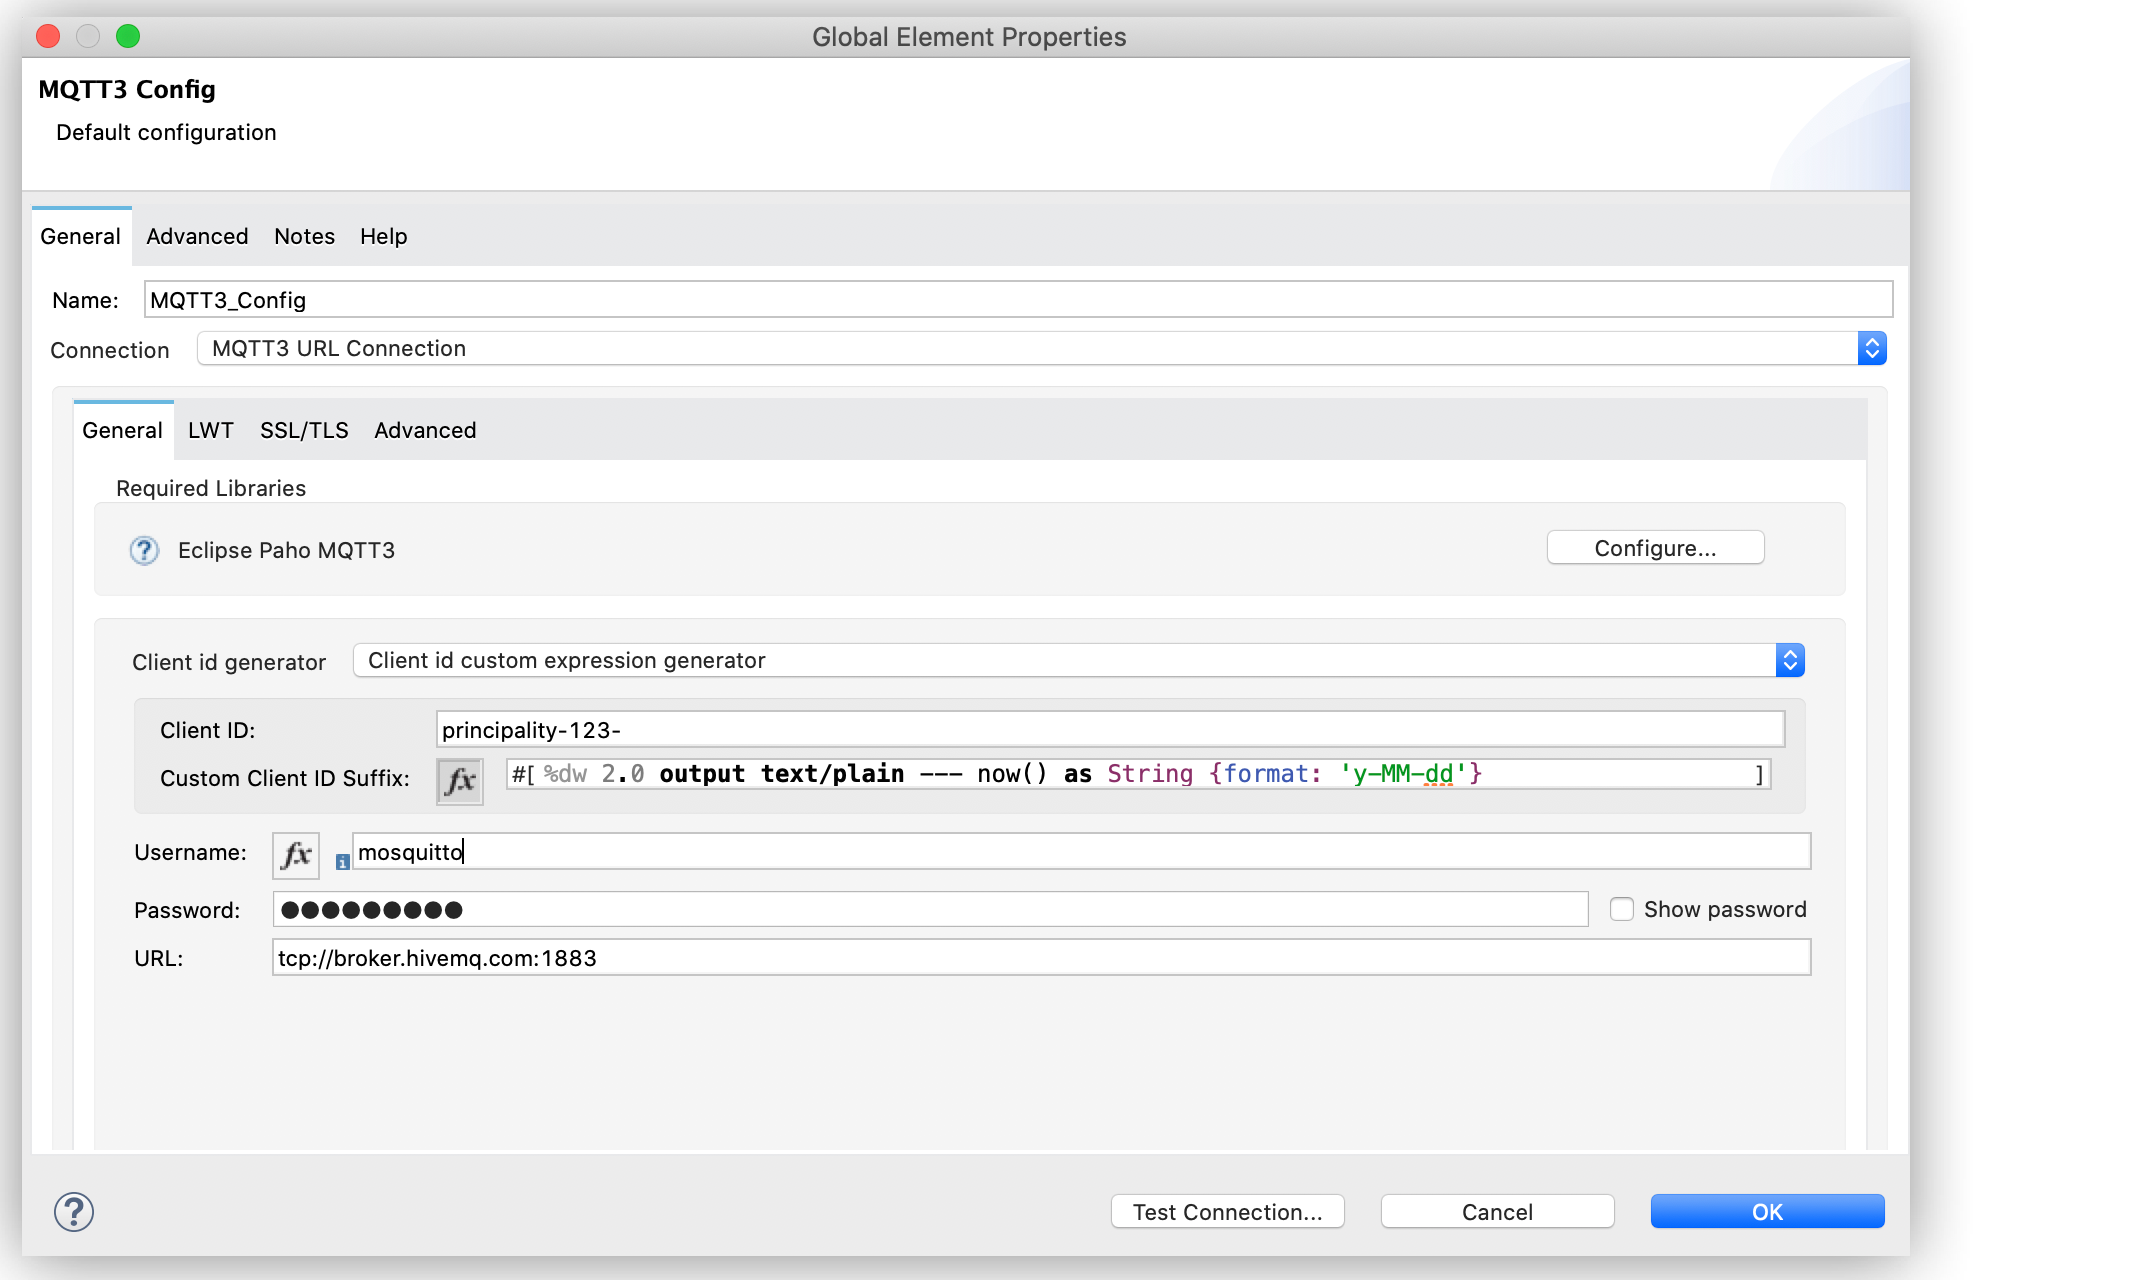 Global Element Properties
MQTT3 Config
Default configuration
General Advanced Notes Help
Name: MQTT3_Config
Connection MQTT3 URL Connection
General LWT SSL/TLS Advanced
Required Libraries
? Eclipse Paho MQTT3 Configure...
Client id generator Client id custom expression generator
Client ID: principality-123-
Custom Client ID Suffix: fx #[ %dw 2.0 output text/plain --- now() as String {format: 'y-MM-dd'} ]
Username: fx i mosquitto
Password: ●●●●●●●●● Show password
URL: tcp://broker.hivemq.com:1883
? Test Connection... Cancel OK